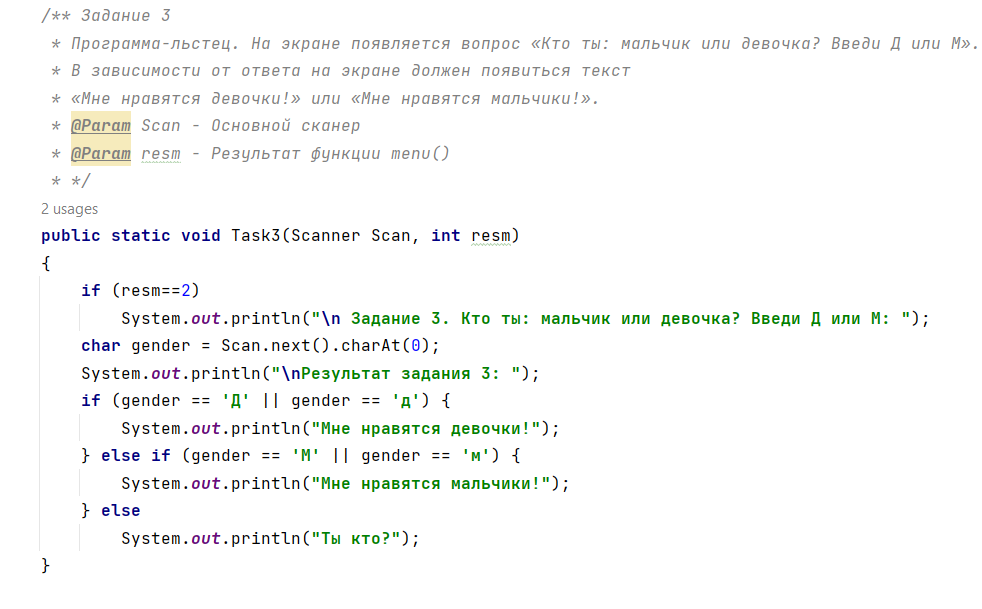 /** Задание 3
* Программа-льстец. На экране появляется вопрос «Кто ты: мальчик или девочка? Введи Д или М».
* В зависимости от ответа на экране должен появиться текст
* «Мне нравятся девочки!» или «Мне нравятся мальчики!».
* @Param Scan - Основной сканер
* @Param resm - Результат функции menu()
* */
2 usages
public static void Task3(Scanner Scan, int resm)
{
    if (resm==2)
        System.out.println("\n Задание 3. Кто ты: мальчик или девочка? Введи Д или М: ");
    char gender = Scan.next().charAt(0);
    System.out.println("\nРезультат задания 3: ");
    if (gender == 'Д' || gender == 'д') {
        System.out.println("Мне нравятся девочки!");
    } else if (gender == 'М' || gender == 'м') {
        System.out.println("Мне нравятся мальчики!");
    } else
        System.out.println("Ты кто?");
}